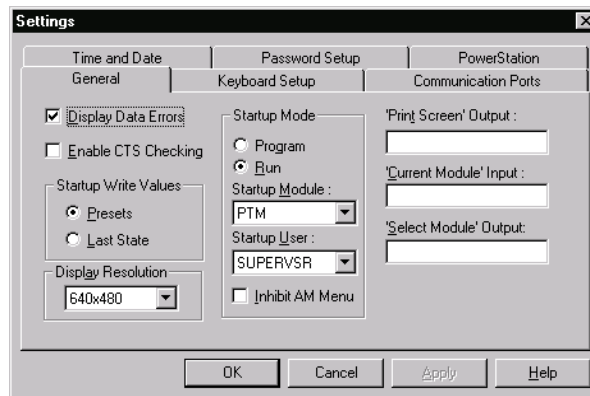 Settings
Time and Date
Password Setup
PowerStation
General
Keyboard Setup
Communication Ports
Display Data Errors
Enable CTS Checking
Startup Write Values
Presets
Last State
Display Resolution
640x480
Startup Mode
Program
Run
Startup Module :
PTM
Startup User :
SUPERVSR
Inhibit AM Menu
'Print Screen' Output :
'Current Module' Input :
'Select Module' Output:
OK
Cancel
Apply
Help